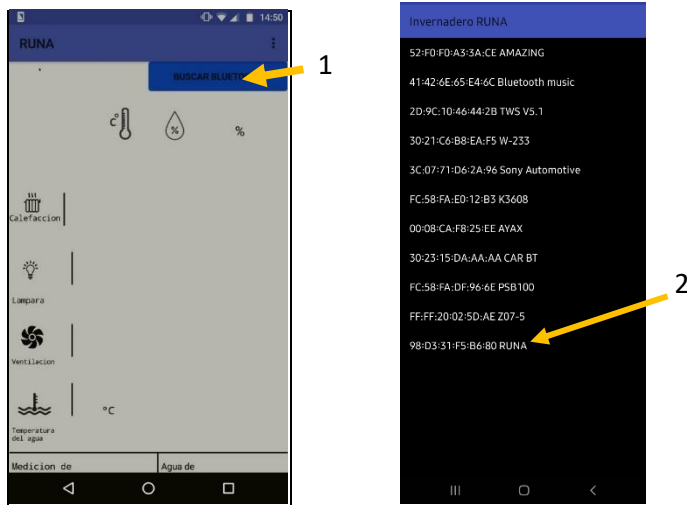 14:50
RUNA
BUSCAR BLUET
1
c°
%
%
Calefaccion
Lampara
Ventilacion
°C
Temperatura
del agua
Medicion de
Agua de
Invernadero RUNA
52:F0:F0:A3:3A:CE AMAZING
41:42:6E:65:E4:6C Bluetooth music
2D:9C:10:46:44:2B TWS V5.1
30:21:C6:B8:EA:F5 W-233
3C:07:71:D6:2A:96 Sony Automotive
FC:58:FA:E0:12:B3 K3608
00:08:CA:F8:25:EE AYAX
30:23:15:DA:AA:AA CAR BT
FC:58:FA:DF:96:6E PSB100
FF:FF:20:02:5D:AE Z07-5
98:D3:31:F5:B6:80 RUNA
2